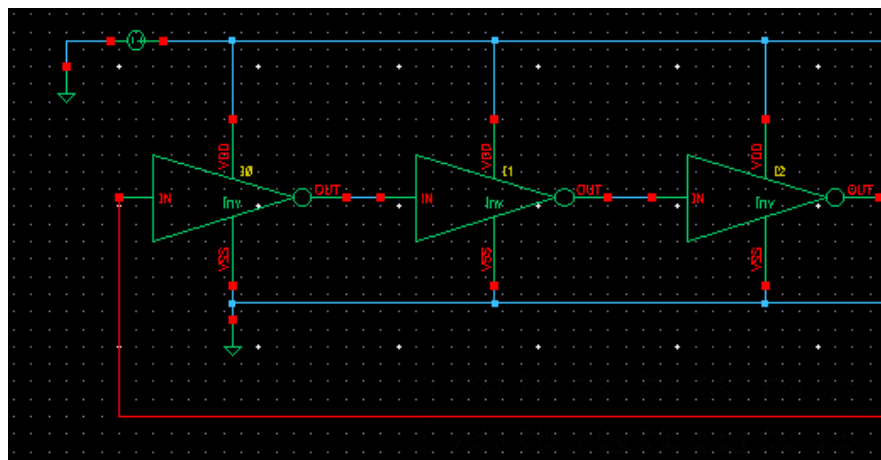 VDD
I0
IN
Inv
OUT
VSS
VDD
I1
IN
Inv
OUT
VSS
VDD
I2
IN
Inv
OUT
VSS